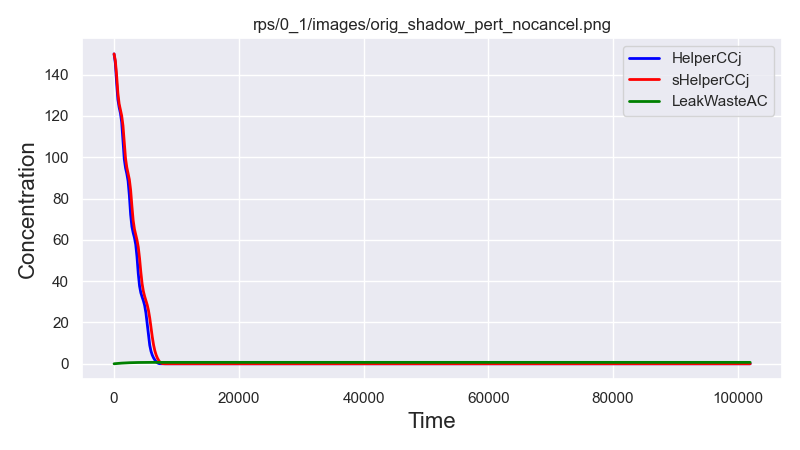 rps/0_1/images/orig_shadow_pert_nocancel.png
HelperCCj
sHelperCCj
LeakWasteAC
Concentration
140
120
100
80
60
40
20
0
0 20000 40000 60000 80000 100000
Time